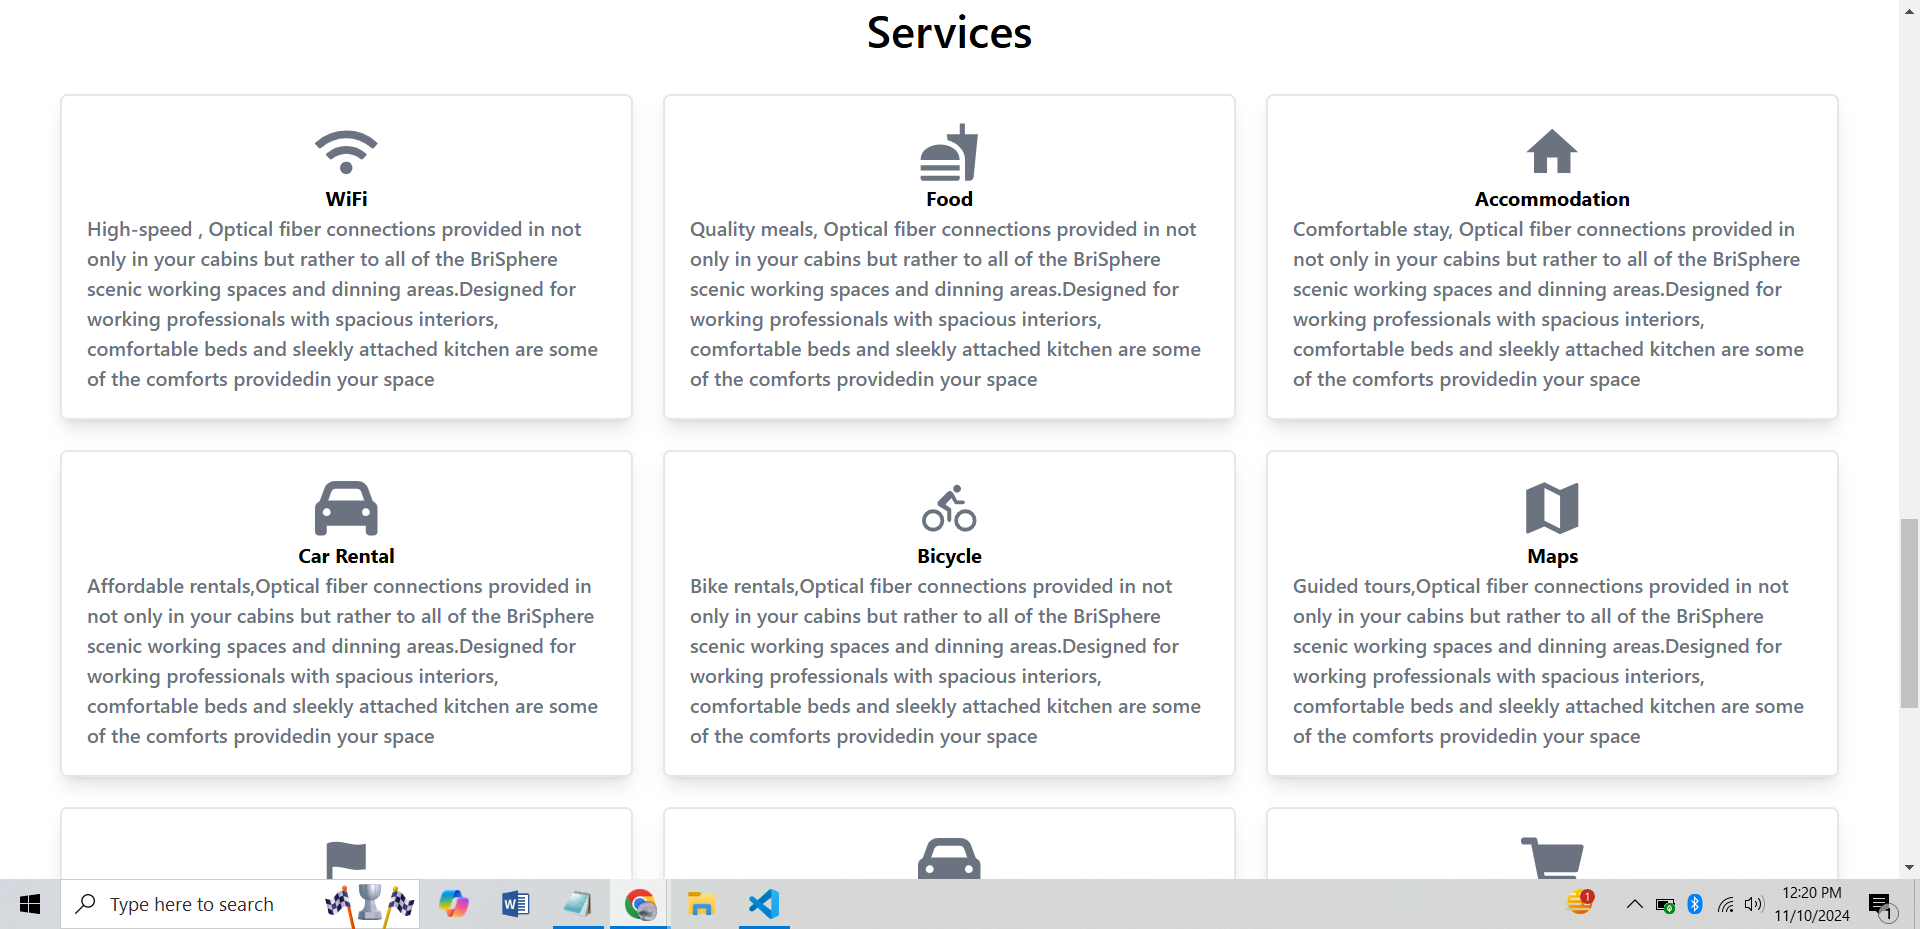 Services
WiFi
High-speed , Optical fiber connections provided in not
only in your cabins but rather to all of the BriSphere
scenic working spaces and dinning areas.Designed for
working professionals with spacious interiors,
comfortable beds and sleekly attached kitchen are some
of the comforts providedin your space
Food
Quality meals, Optical fiber connections provided in not
only in your cabins but rather to all of the BriSphere
scenic working spaces and dinning areas.Designed for
working professionals with spacious interiors,
comfortable beds and sleekly attached kitchen are some
of the comforts providedin your space
Accommodation
Comfortable stay, Optical fiber connections provided in
not only in your cabins but rather to all of the BriSphere
scenic working spaces and dinning areas.Designed for
working professionals with spacious interiors,
comfortable beds and sleekly attached kitchen are some
of the comforts providedin your space
Car Rental
Affordable rentals,Optical fiber connections provided in
not only in your cabins but rather to all of the BriSphere
scenic working spaces and dinning areas.Designed for
working professionals with spacious interiors,
comfortable beds and sleekly attached kitchen are some
of the comforts providedin your space
Bicycle
Bike rentals,Optical fiber connections provided in not
only in your cabins but rather to all of the BriSphere
scenic working spaces and dinning areas.Designed for
working professionals with spacious interiors,
comfortable beds and sleekly attached kitchen are some
of the comforts providedin your space
Maps
Guided tours,Optical fiber connections provided in not
only in your cabins but rather to all of the BriSphere
scenic working spaces and dinning areas.Designed for
working professionals with spacious interiors,
comfortable beds and sleekly attached kitchen are some
of the comforts providedin your space
Type here to search
W
1
12:20 PM
11/10/2024
1